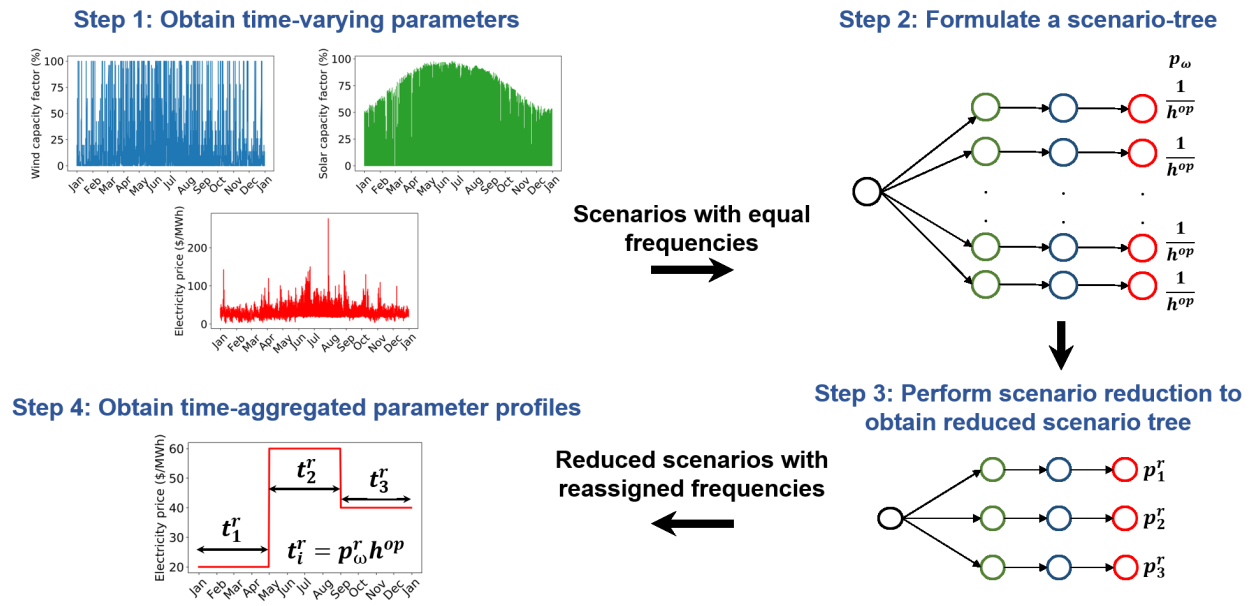 Step 1: Obtain time-varying parameters
Wind capacity factor (%)
100
75
50
25
0
Jan Feb Mar Apr May Jun Jul Aug Sep Oct Nov Dec Jan
Solar capacity factor (%)
100
75
50
25
0
Jan Feb Mar Apr May Jun Jul Aug Sep Oct Nov Dec Jan
Electricity price ($/MWh)
200
100
0
Jan Feb Mar Apr May Jun Jul Aug Sep Oct Nov Dec Jan
Scenarios with equal
frequencies
Step 2: Formulate a scenario-tree
p_ω
1
h^{op}
1
h^{op}
. . . .
. . . .
1
h^{op}
1
h^{op}
Step 3: Perform scenario reduction to
obtain reduced scenario tree
p_1^r
p_2^r
p_3^r
Reduced scenarios with
reassigned frequencies
Step 4: Obtain time-aggregated parameter profiles
Electricity price ($/MWh)
60
50
40
30
20
t_1^r
t_2^r
t_3^r
t_i^r = p_ω^r h^{op}
Jan Feb Mar Apr May Jun Jul Aug Sep Oct Nov Dec Jan